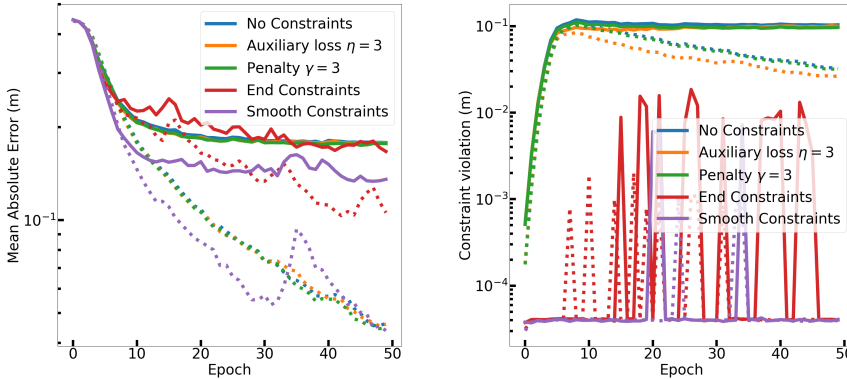 No Constraints
Auxiliary loss η = 3
Penalty γ = 3
End Constraints
Smooth Constraints
Mean Absolute Error (m)
10⁻¹
0 10 20 30 40 50
Epoch
10⁻¹
10⁻²
10⁻³
10⁻⁴
Constraint violation (m)
No Constraints
Auxiliary loss η = 3
Penalty γ = 3
End Constraints
Smooth Constraints
0 10 20 30 40 50
Epoch